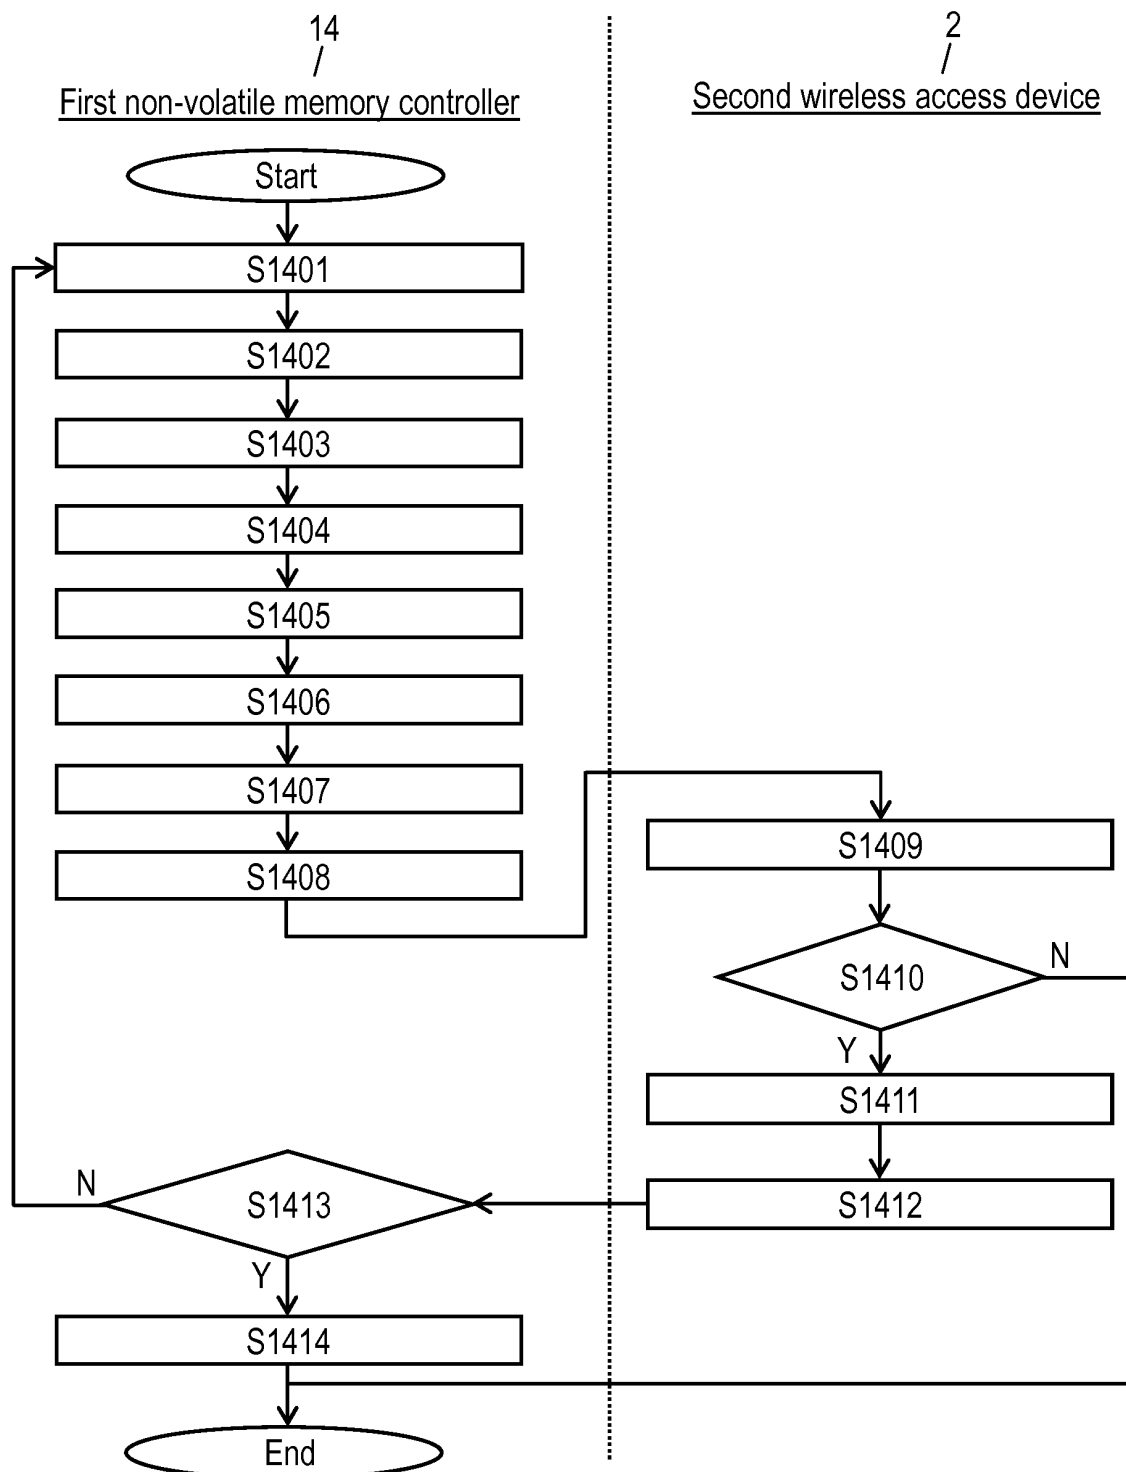 14
First non-volatile memory controller
2
Second wireless access device
Start
S1401
S1402
S1403
S1404
S1405
S1406
S1407
S1408
S1409
S1410
N
Y
S1411
S1412
S1413
N
Y
S1414
End